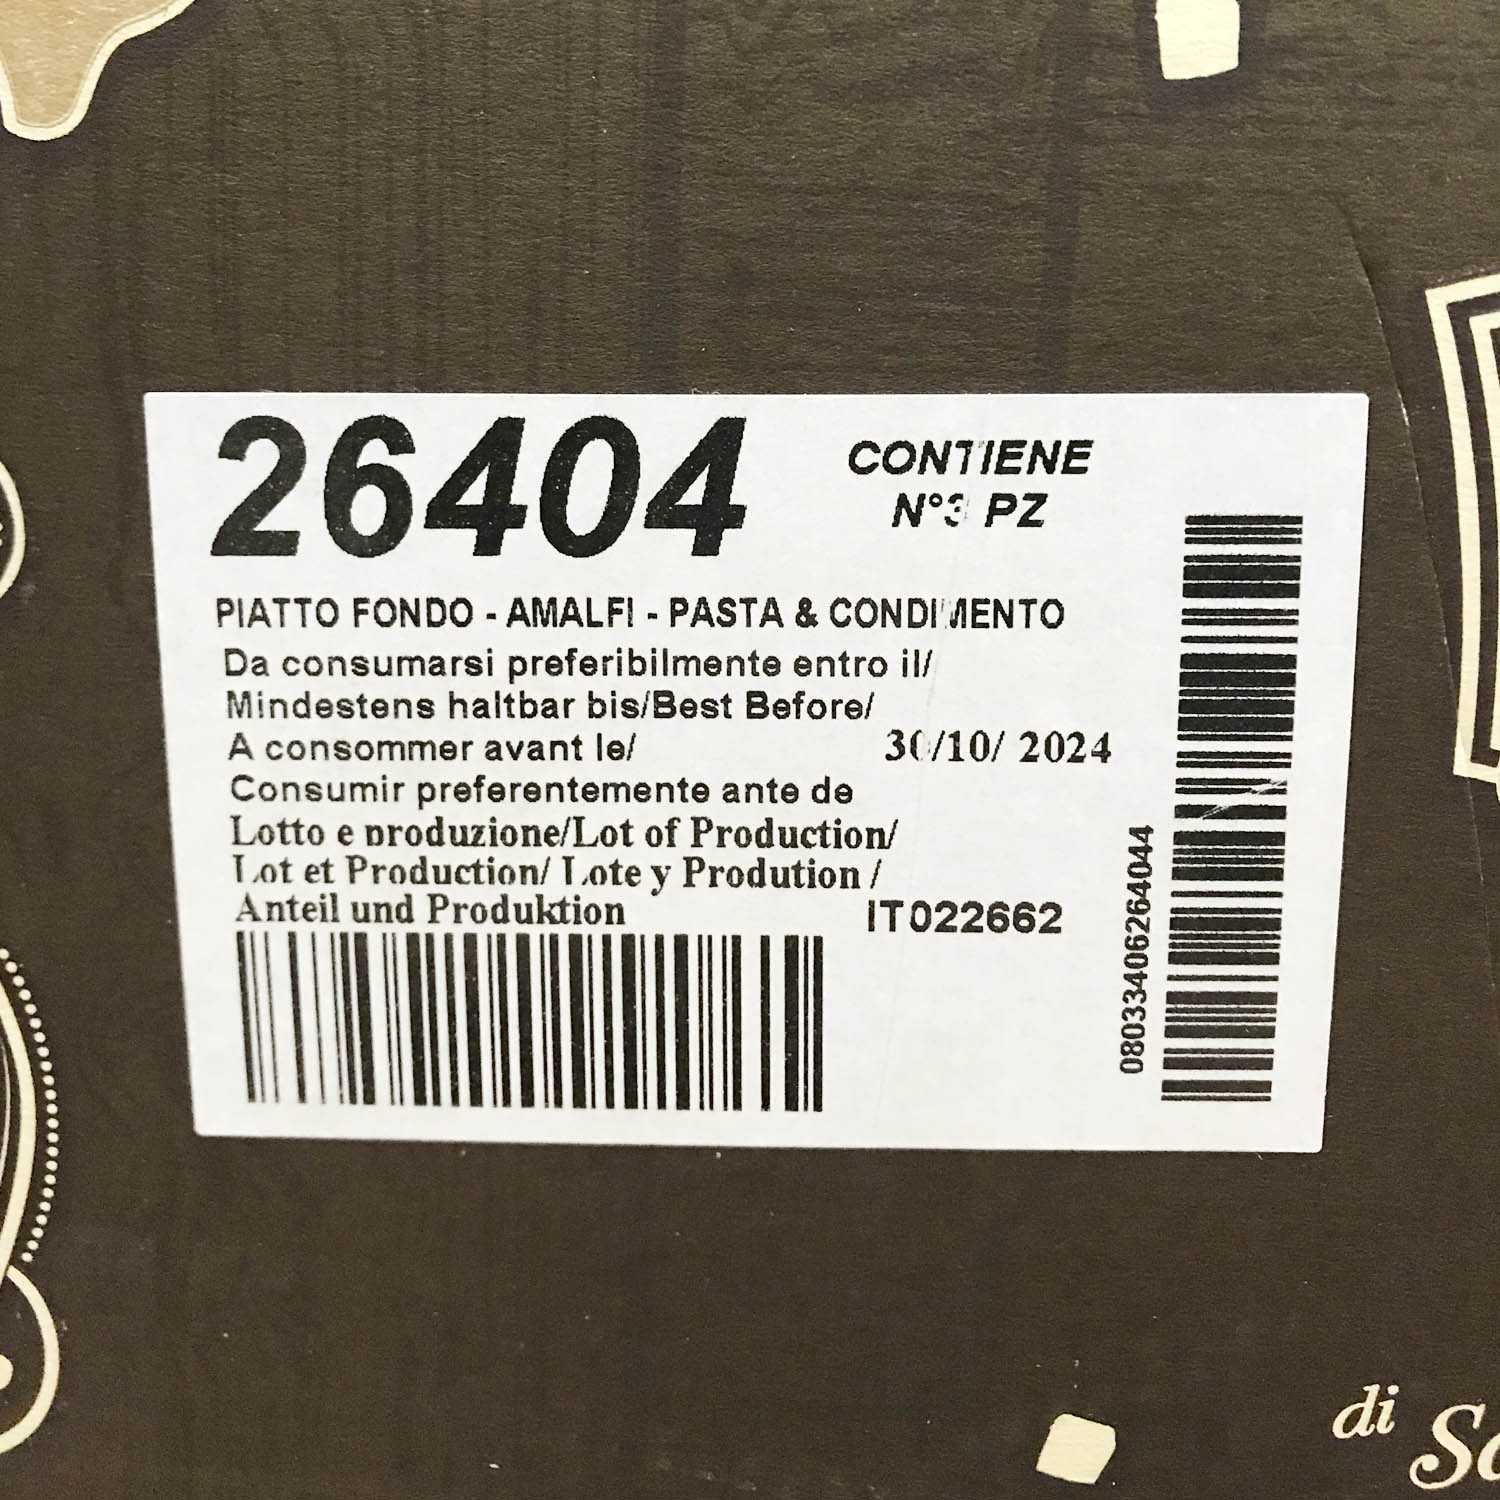 26404
CONTIENE
N°3 PZ
PIATTO FONDO - AMALFI - PASTA & CONDIMENTO
Da consumarsi preferibilmente entro il/
Mindestens haltbar bis/Best Before/
A consommer avant le/ 30/10/ 2024
Consumir preferentemente ante de
Lotto e produzione/Lot of Production/
Lot et Production/ Lote y Prodution /
Anteil und Produktion IT022662
08033406264044
di